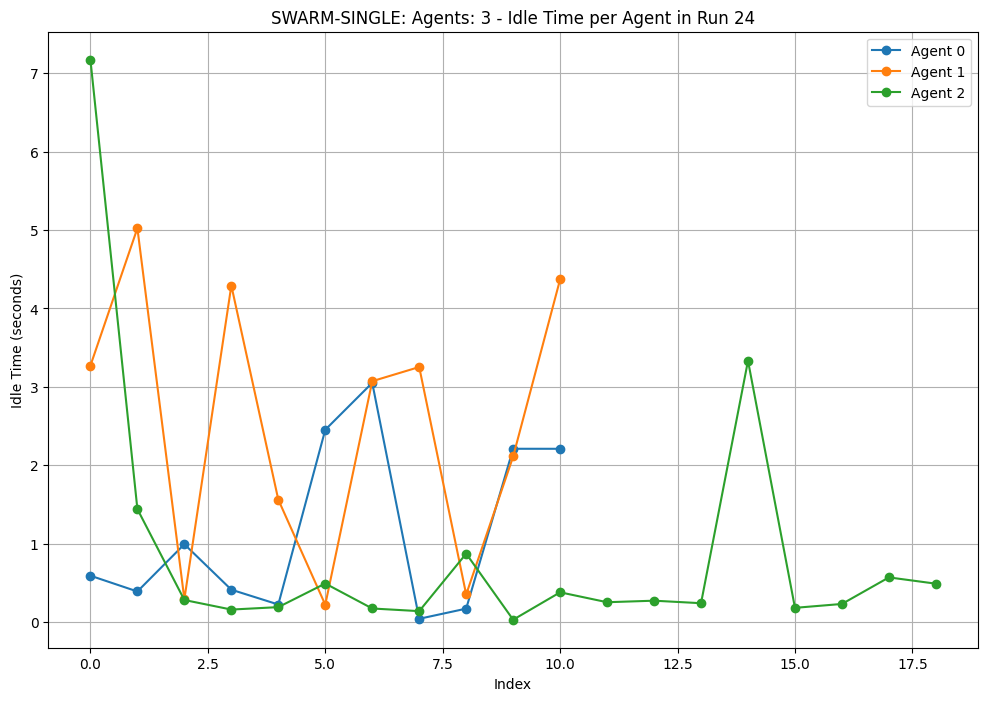 SWARM-SINGLE: Agents: 3 - Idle Time per Agent in Run 24
Agent 0
Agent 1
Agent 2
Idle Time (seconds)
7
6
5
4
3
2
1
0
0.0
2.5
5.0
7.5
10.0
12.5
15.0
17.5
Index